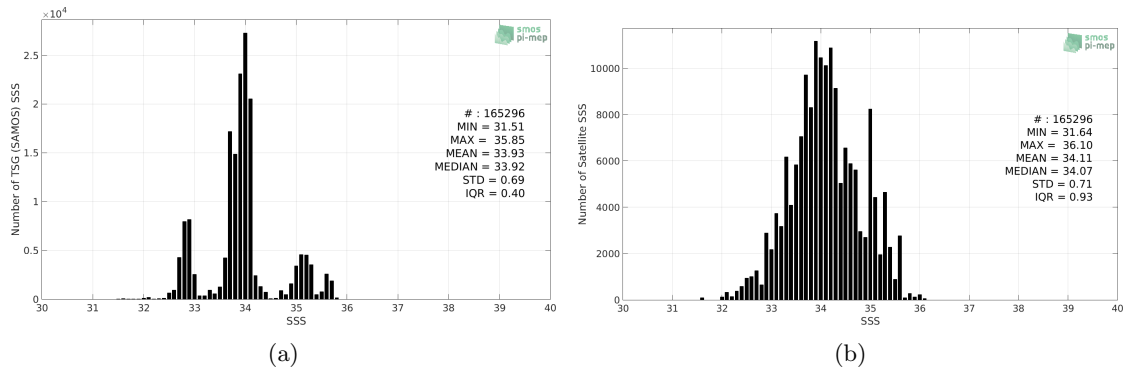 ×10⁴
2.5
2
1.5
1
0.5
0
Number of TSG (SAMOS) SSS
30 31 32 33 34 35 36 37 38 39 40
SSS
smos
pi-mep
# : 165296
MIN = 31.51
MAX = 35.85
MEAN = 33.93
MEDIAN = 33.92
STD = 0.69
IQR = 0.40
(a)
10000
8000
6000
4000
2000
0
Number of Satellite SSS
30 31 32 33 34 35 36 37 38 39 40
SSS
smos
pi-mep
# : 165296
MIN = 31.64
MAX = 36.10
MEAN = 34.11
MEDIAN = 34.07
STD = 0.71
IQR = 0.93
(b)